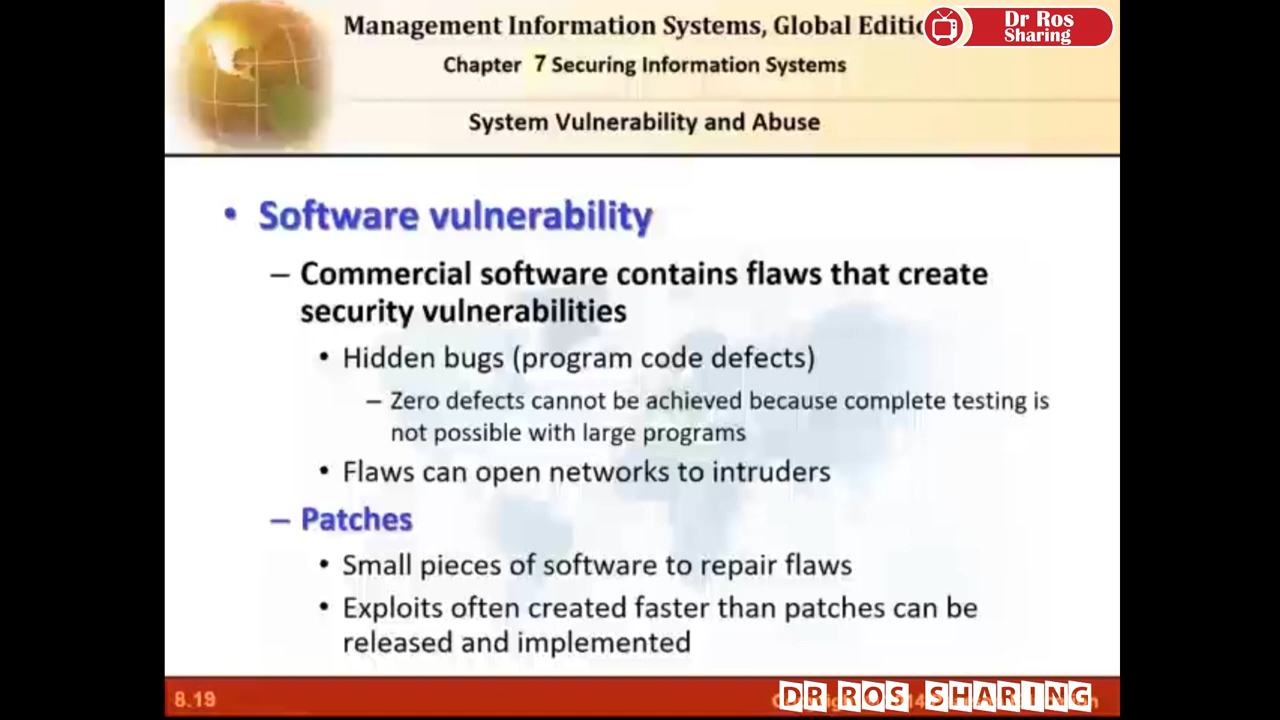 Management Information Systems, Global Editio
Dr Ros
Sharing
Chapter 7 Securing Information Systems
System Vulnerability and Abuse
• Software vulnerability
– Commercial software contains flaws that create
security vulnerabilities
• Hidden bugs (program code defects)
– Zero defects cannot be achieved because complete testing is
not possible with large programs
• Flaws can open networks to intruders
– Patches
• Small pieces of software to repair flaws
• Exploits often created faster than patches can be
released and implemented
8.19
DR ROS SHARING